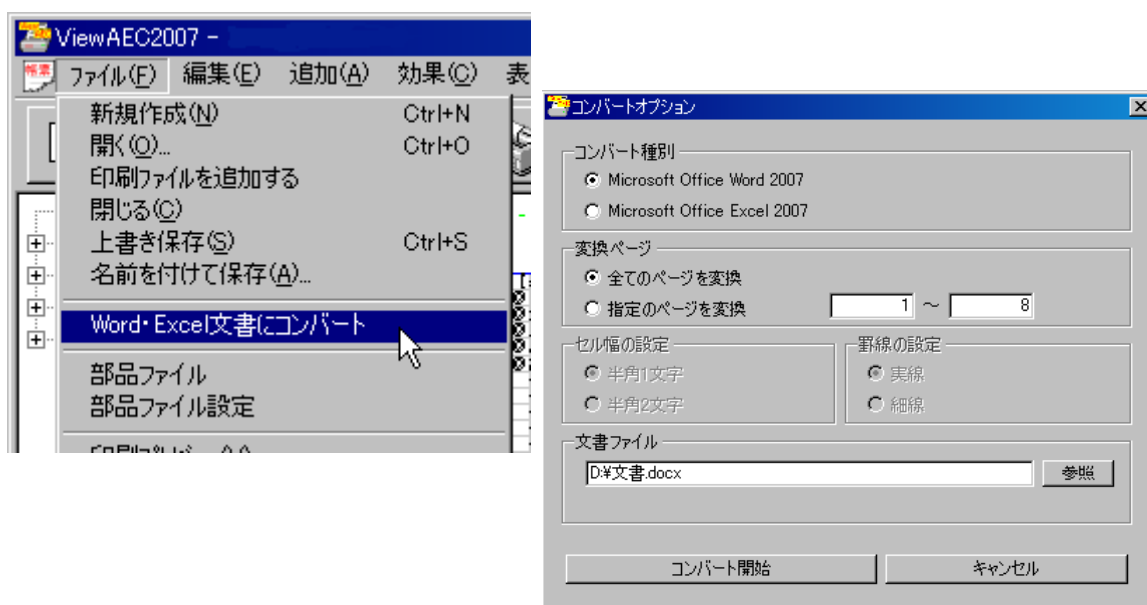 ViewAEC2007 -
帳票 ファイル(F) 編集(E) 追加(A) 効果(C) 表
新規作成(N) Ctrl+N
開く(O)... Ctrl+O
印刷ファイルを追加する
閉じる(C)
上書き保存(S) Ctrl+S
名前を付けて保存(A)...
Word・Excel文書にコンバート
部品ファイル
部品ファイル設定
コンバートオプション
コンバート種別
Microsoft Office Word 2007
Microsoft Office Excel 2007
変換ページ
全てのページを変換
指定のページを変換 1 ~ 8
セル幅の設定 罫線の設定
半角1文字 実線
半角2文字 細線
文書ファイル
D:¥文書.docx 参照
コンバート開始 キャンセル